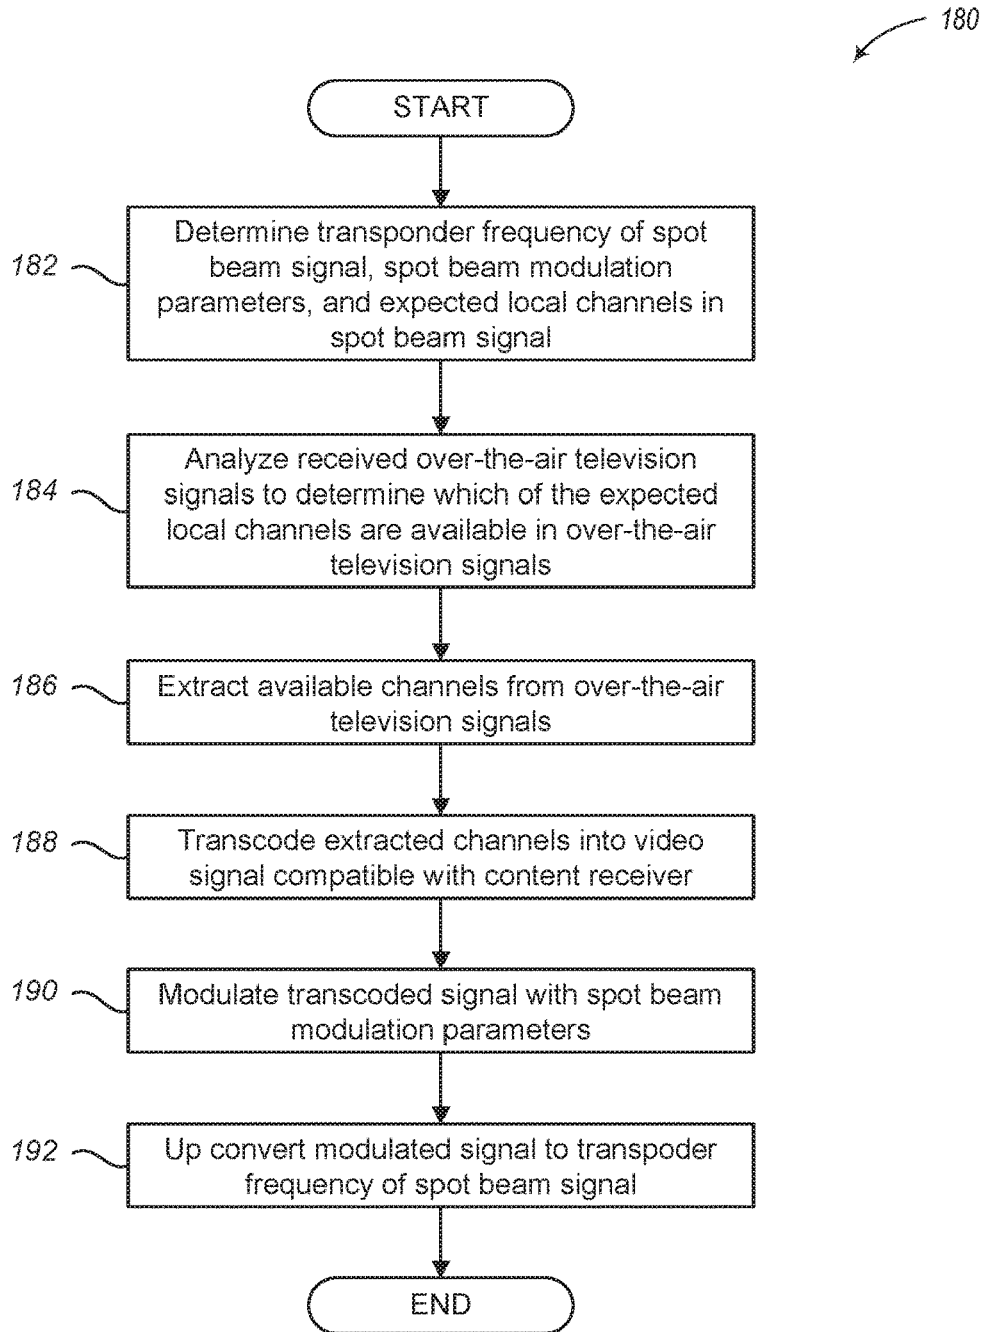 180
START
182
Determine transponder frequency of spot
beam signal, spot beam modulation
parameters, and expected local channels in
spot beam signal
184
Analyze received over-the-air television
signals to determine which of the expected
local channels are available in over-the-air
television signals
186
Extract available channels from over-the-air
television signals
188
Transcode extracted channels into video
signal compatible with content receiver
190
Modulate transcoded signal with spot beam
modulation parameters
192
Up convert modulated signal to transpoder
frequency of spot beam signal
END